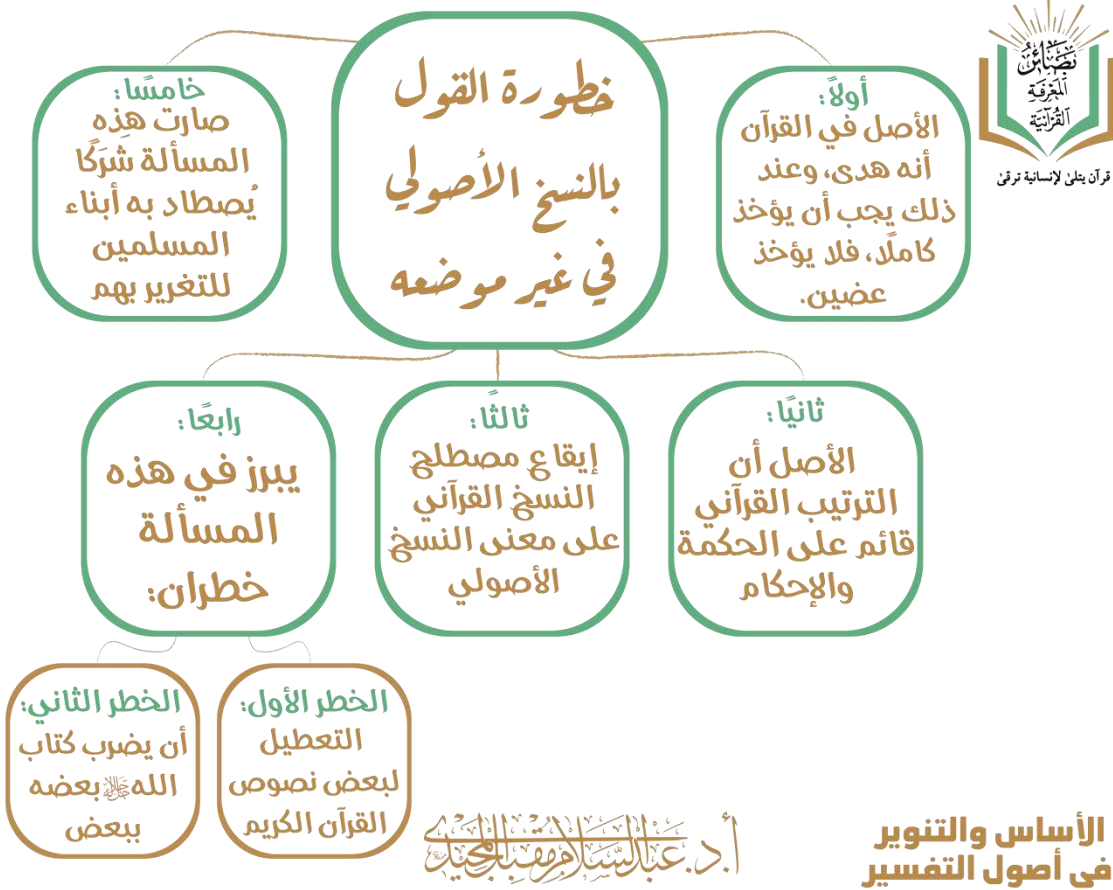 خطورة القول
بالنسخ الأصولي
في غير موضعه
بصائر
المعرفة
القرآنية
قرآن يتلى لإنسانية ترقى
أولاً:
الأصل في القرآن
أنه هدى، وعند
ذلك يجب أن يؤخذ
كاملًا، فلا يؤخذ
عضين.
ثانيًا:
الأصل أن
الترتيب القرآني
قائم على الحكمة
والإحكام
ثالثًا:
إيقاع مصطلح
النسخ القرآني
على معنى النسخ
الأصولي
رابعًا:
يبرز في هذه
المسألة
خطران:
الخطر الأول:
التعطيل
لبعض نصوص
القرآن الكريم
الخطر الثاني:
أن يضرب كتاب
الله ﷻ بعضه
ببعض
خامسًا:
صارت هذه
المسألة شَرَكًا
يُصطاد به أبناء
المسلمين
للتغرير بهم
أ.د. عبدالسلام مقبل المجيدي
الأساس والتنوير
في أصول التفسير